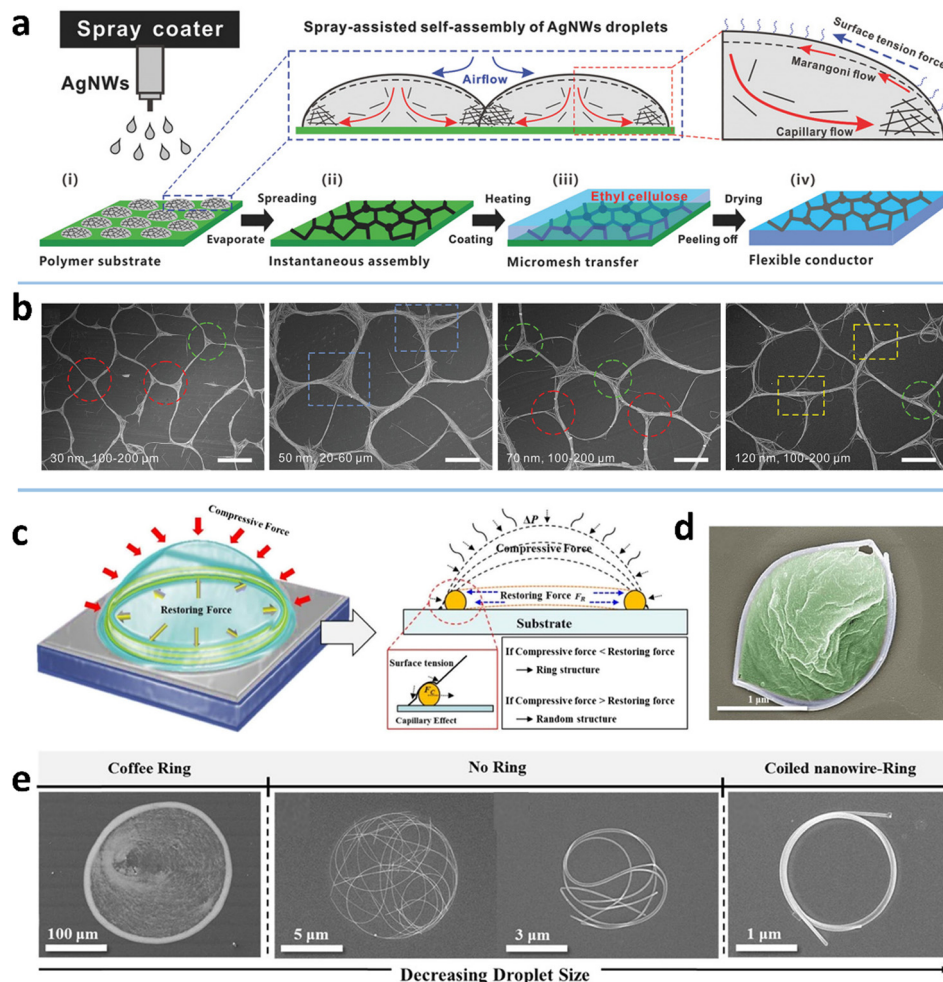 a
Spray coater
AgNWs
Spray-assisted self-assembly of AgNWs droplets
Airflow
Surface tension force
Marangoni flow
Capillary flow
(i)
Polymer substrate
Spreading
Evaporate
(ii)
Instantaneous assembly
Heating
Coating
(iii)
Ethyl cellulose
Micromesh transfer
Drying
Peeling off
(iv)
Flexible conductor
b
30 nm, 100-200 µm
50 nm, 20-60 µm
70 nm, 100-200 µm
120 nm, 100-200 µm
c
Compressive Force
Restoring Force
ΔP
Compressive Force
Restoring Force F_R
Substrate
Surface tension
F_C
Capillary Effect
If Compressive force < Restoring force
Ring structure
If Compressive force > Restoring force
Random structure
d
1 µm
e
Coffee Ring
No Ring
Coiled nanowire-Ring
100 µm
5 µm
3 µm
1 µm
Decreasing Droplet Size